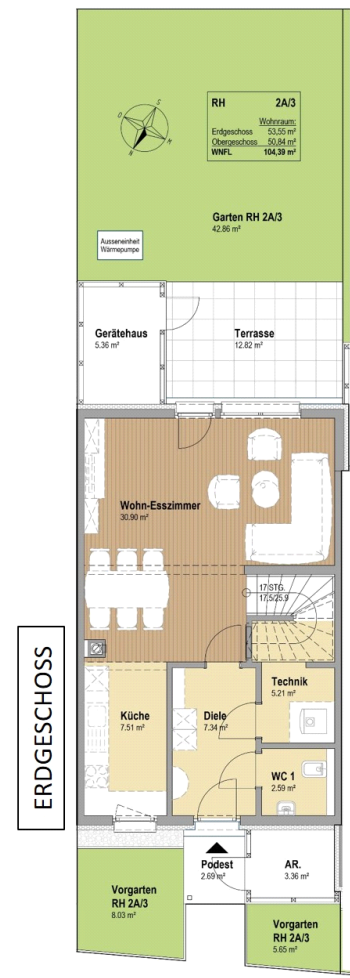 RH 2A/3
Wohnraum:
Erdgeschoss 53,55 m²
Obergeschoss 50,84 m²
WNFL 104,39 m²
S
O
W
N
Garten RH 2A/3
42.86 m²
Ausseneinheit
Wärmepumpe
Gerätehaus
5.36 m²
Terrasse
12.82 m²
Wohn-Esszimmer
30.90 m²
17 STG.
17,5/25.9
ERDGESCHOSS
Technik
5.21 m²
Küche
7.51 m²
Diele
7.34 m²
WC 1
2.59 m²
Podest
2.69 m²
AR.
3.36 m²
Vorgarten
RH 2A/3
8.03 m²
Vorgarten
RH 2A/3
5.65 m²